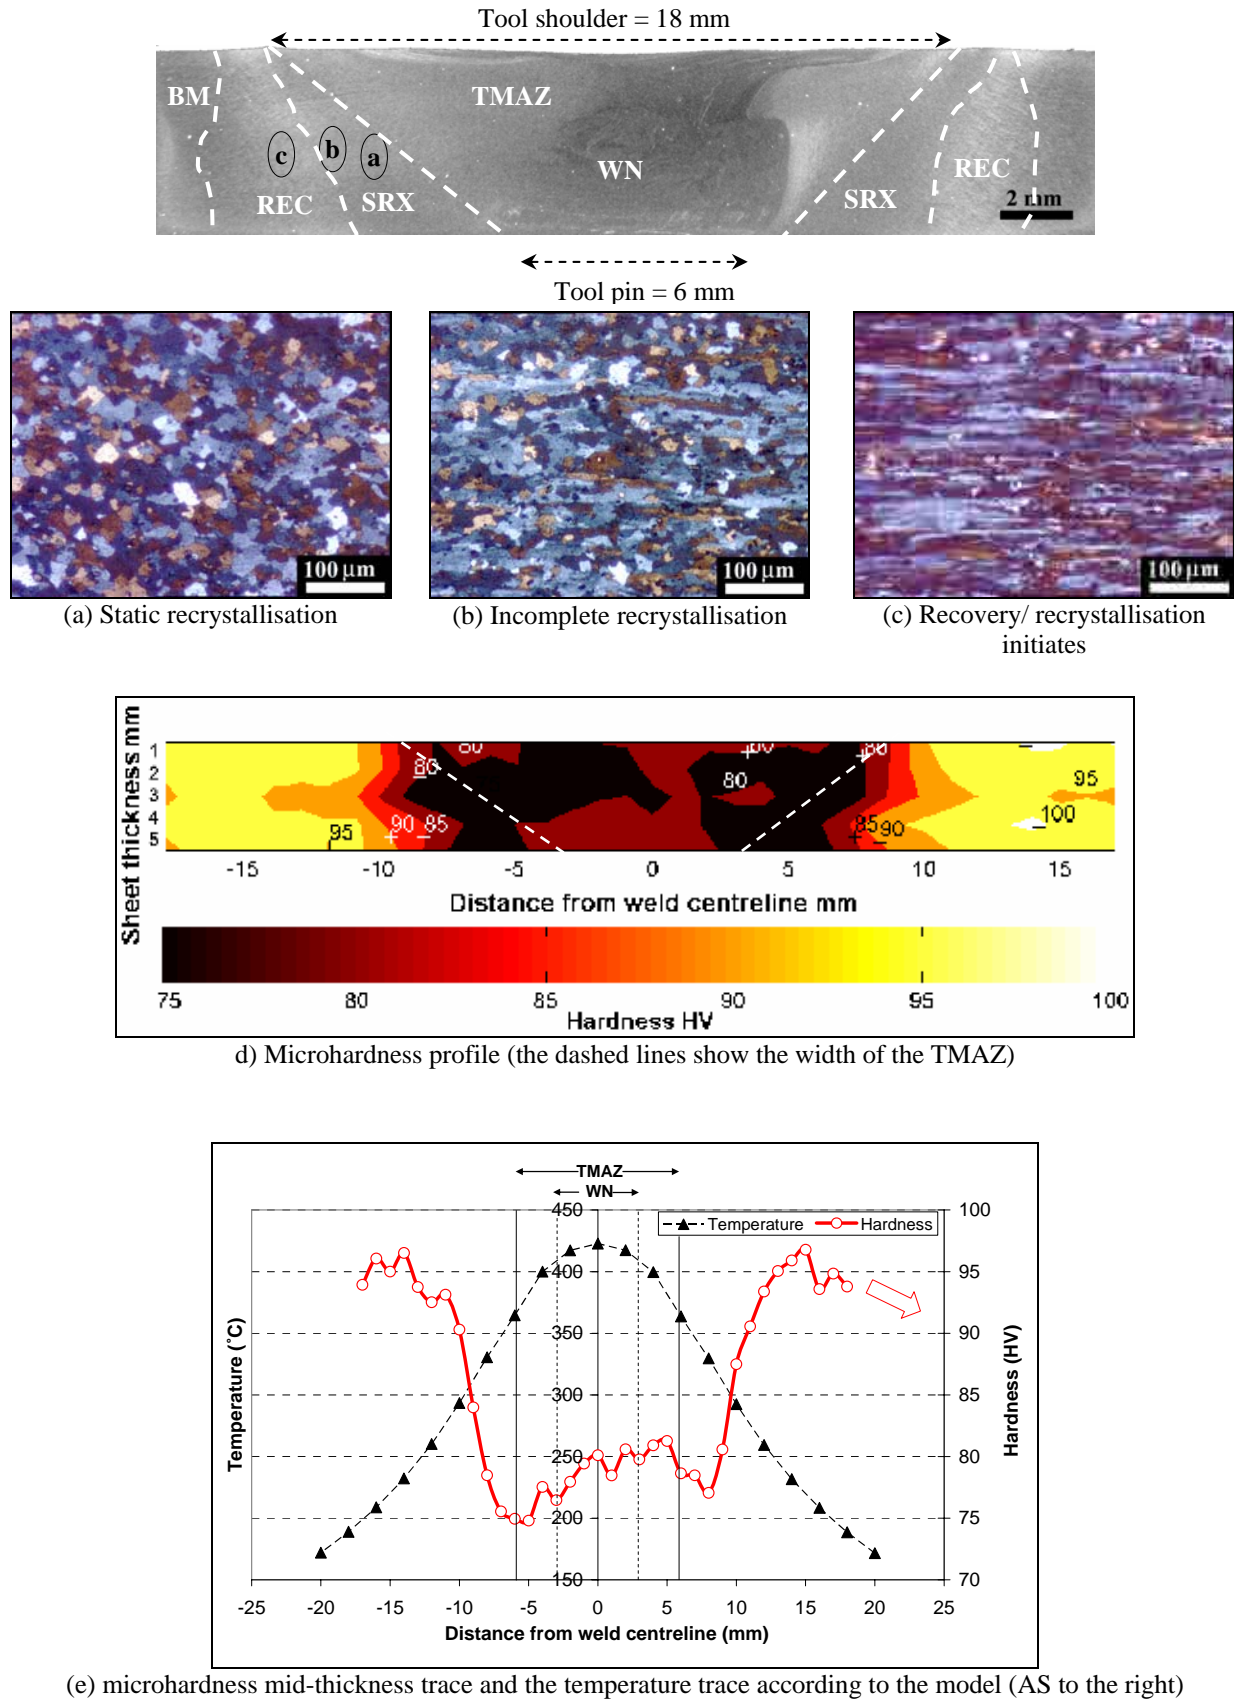 Tool shoulder = 18 mm
BM
TMAZ
c
b
a
WN
REC
SRX
SRX
REC
2 mm
Tool pin = 6 mm
100 µm
100 µm
100 µm
(a) Static recrystallisation
(b) Incomplete recrystallisation
(c) Recovery/ recrystallisation
initiates
Sheet thickness mm
1
2
3
4
5
80
80
60
80
80
95
90
85
85
90
95
100
-15
-10
-5
0
5
10
15
Distance from weld centreline mm
75
80
85
90
95
100
Hardness HV
d) Microhardness profile (the dashed lines show the width of the TMAZ)
TMAZ
WN
Temperature
Hardness
Temperature (˚C)
450
400
350
300
250
200
150
100
95
90
85
80
75
70
Hardness (HV)
-25 -20 -15 -10 -5 0 5 10 15 20 25
Distance from weld centreline (mm)
(e) microhardness mid-thickness trace and the temperature trace according to the model (AS to the right)